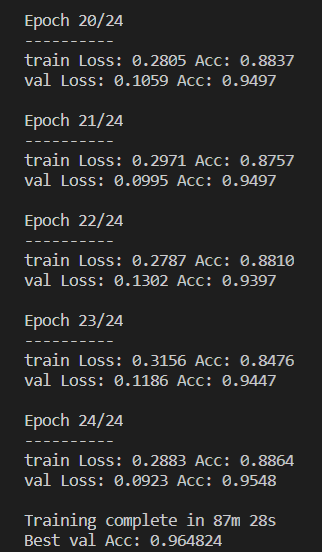 Epoch 20/24
----------
train Loss: 0.2805 Acc: 0.8837
val Loss: 0.1059 Acc: 0.9497
Epoch 21/24
----------
train Loss: 0.2971 Acc: 0.8757
val Loss: 0.0995 Acc: 0.9497
Epoch 22/24
----------
train Loss: 0.2787 Acc: 0.8810
val Loss: 0.1302 Acc: 0.9397
Epoch 23/24
----------
train Loss: 0.3156 Acc: 0.8476
val Loss: 0.1186 Acc: 0.9447
Epoch 24/24
----------
train Loss: 0.2883 Acc: 0.8864
val Loss: 0.0923 Acc: 0.9548
Training complete in 87m 28s
Best val Acc: 0.964824